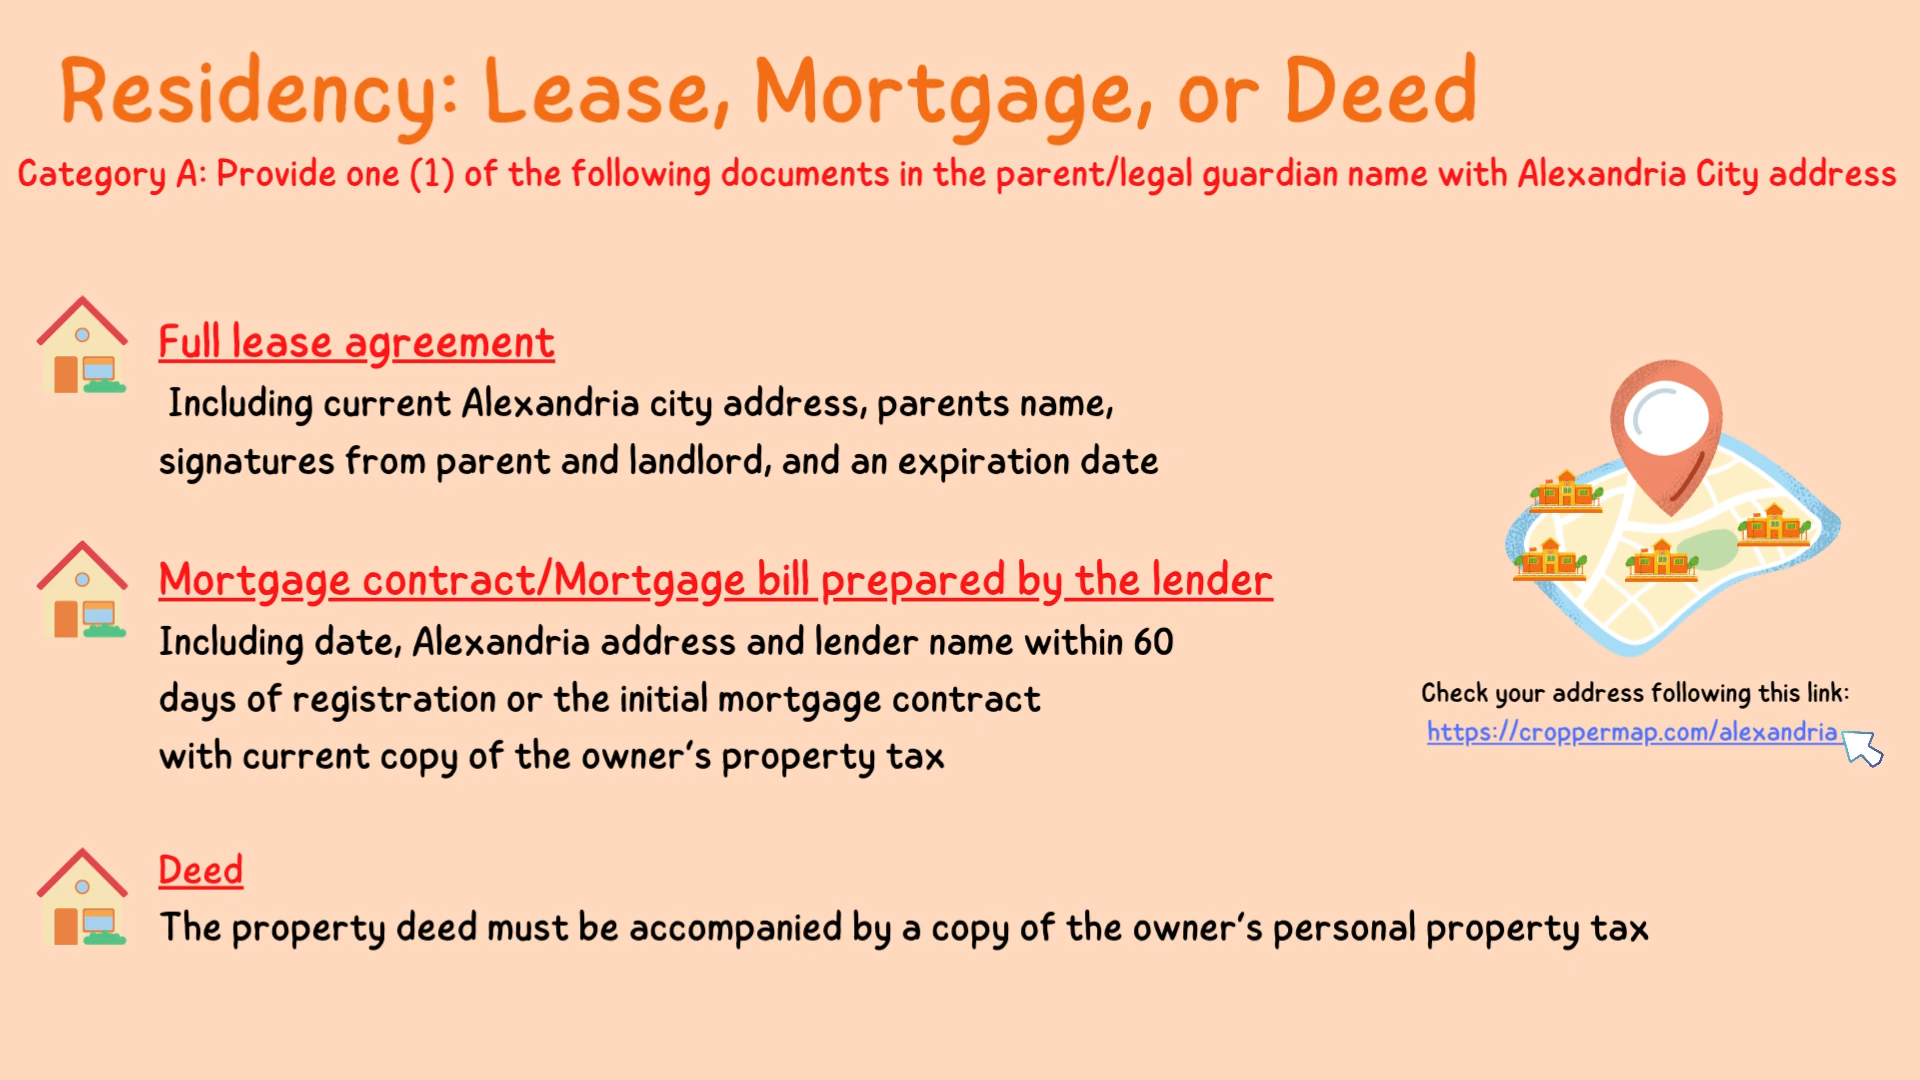 Residency: Lease, Mortgage, or Deed
Category A: Provide one (1) of the following documents in the parent/legal guardian name with Alexandria City address
Full lease agreement
Including current Alexandria city address, parents name,
signatures from parent and landlord, and an expiration date
Mortgage contract/Mortgage bill prepared by the lender
Including date, Alexandria address and lender name within 60
days of registration or the initial mortgage contract
with current copy of the owner's property tax
Deed
The property deed must be accompanied by a copy of the owner's personal property tax
Check your address following this link:
https://croppermap.com/alexandria